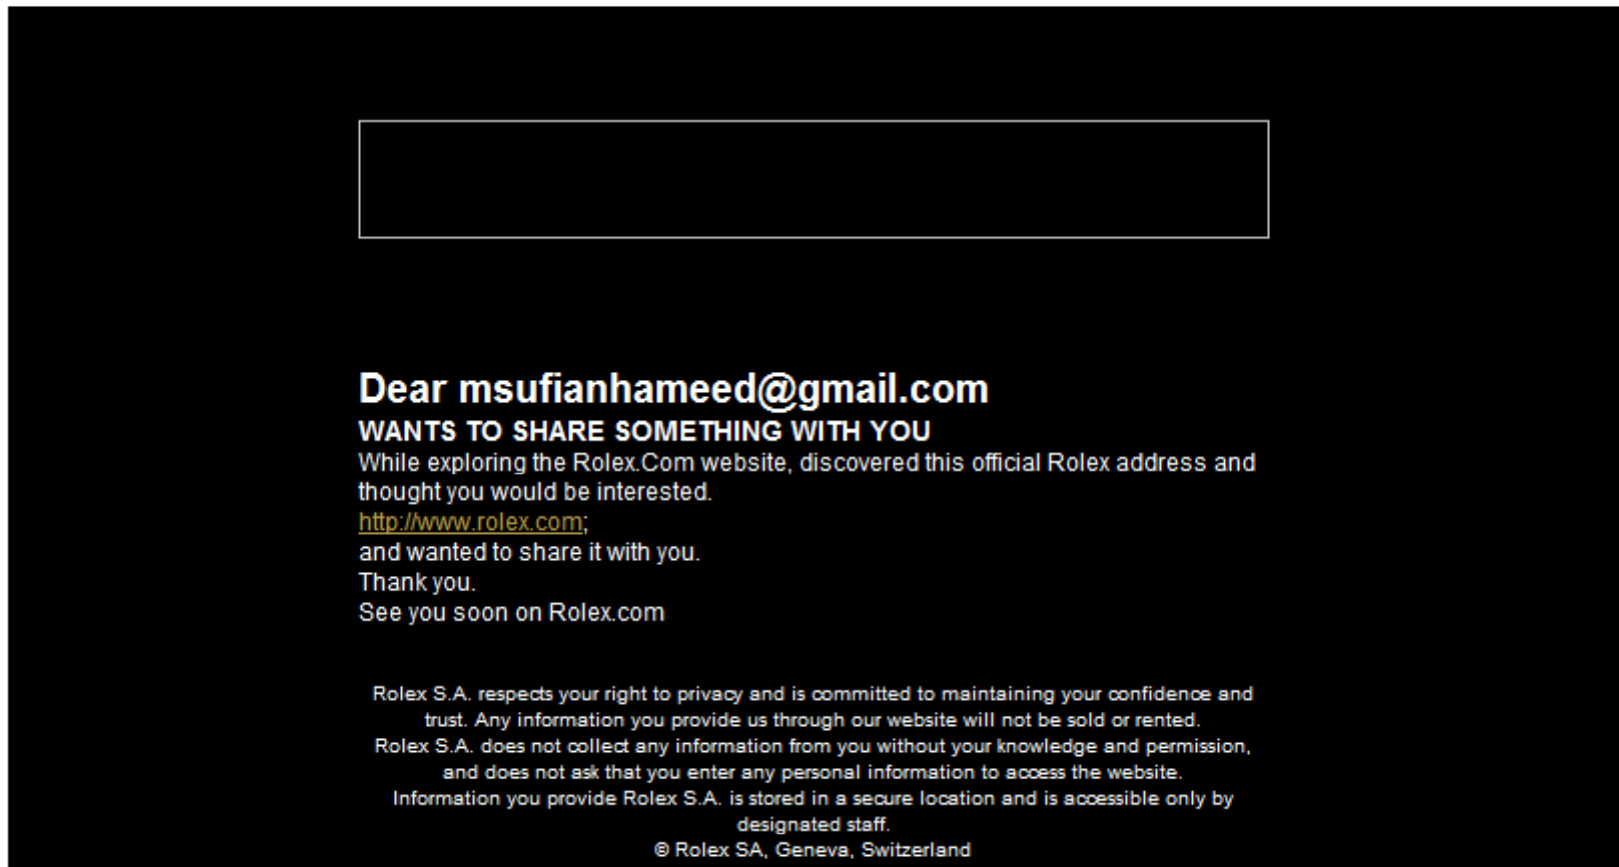 Dear msufianhameed@gmail.com
WANTS TO SHARE SOMETHING WITH YOU
While exploring the Rolex.Com website, discovered this official Rolex address and
thought you would be interested.
http://www.rolex.com;
and wanted to share it with you.
Thank you.
See you soon on Rolex.com
Rolex S.A. respects your right to privacy and is committed to maintaining your confidence and
trust. Any information you provide us through our website will not be sold or rented.
Rolex S.A. does not collect any information from you without your knowledge and permission,
and does not ask that you enter any personal information to access the website.
Information you provide Rolex S.A. is stored in a secure location and is accessible only by
designated staff.
© Rolex SA, Geneva, Switzerland